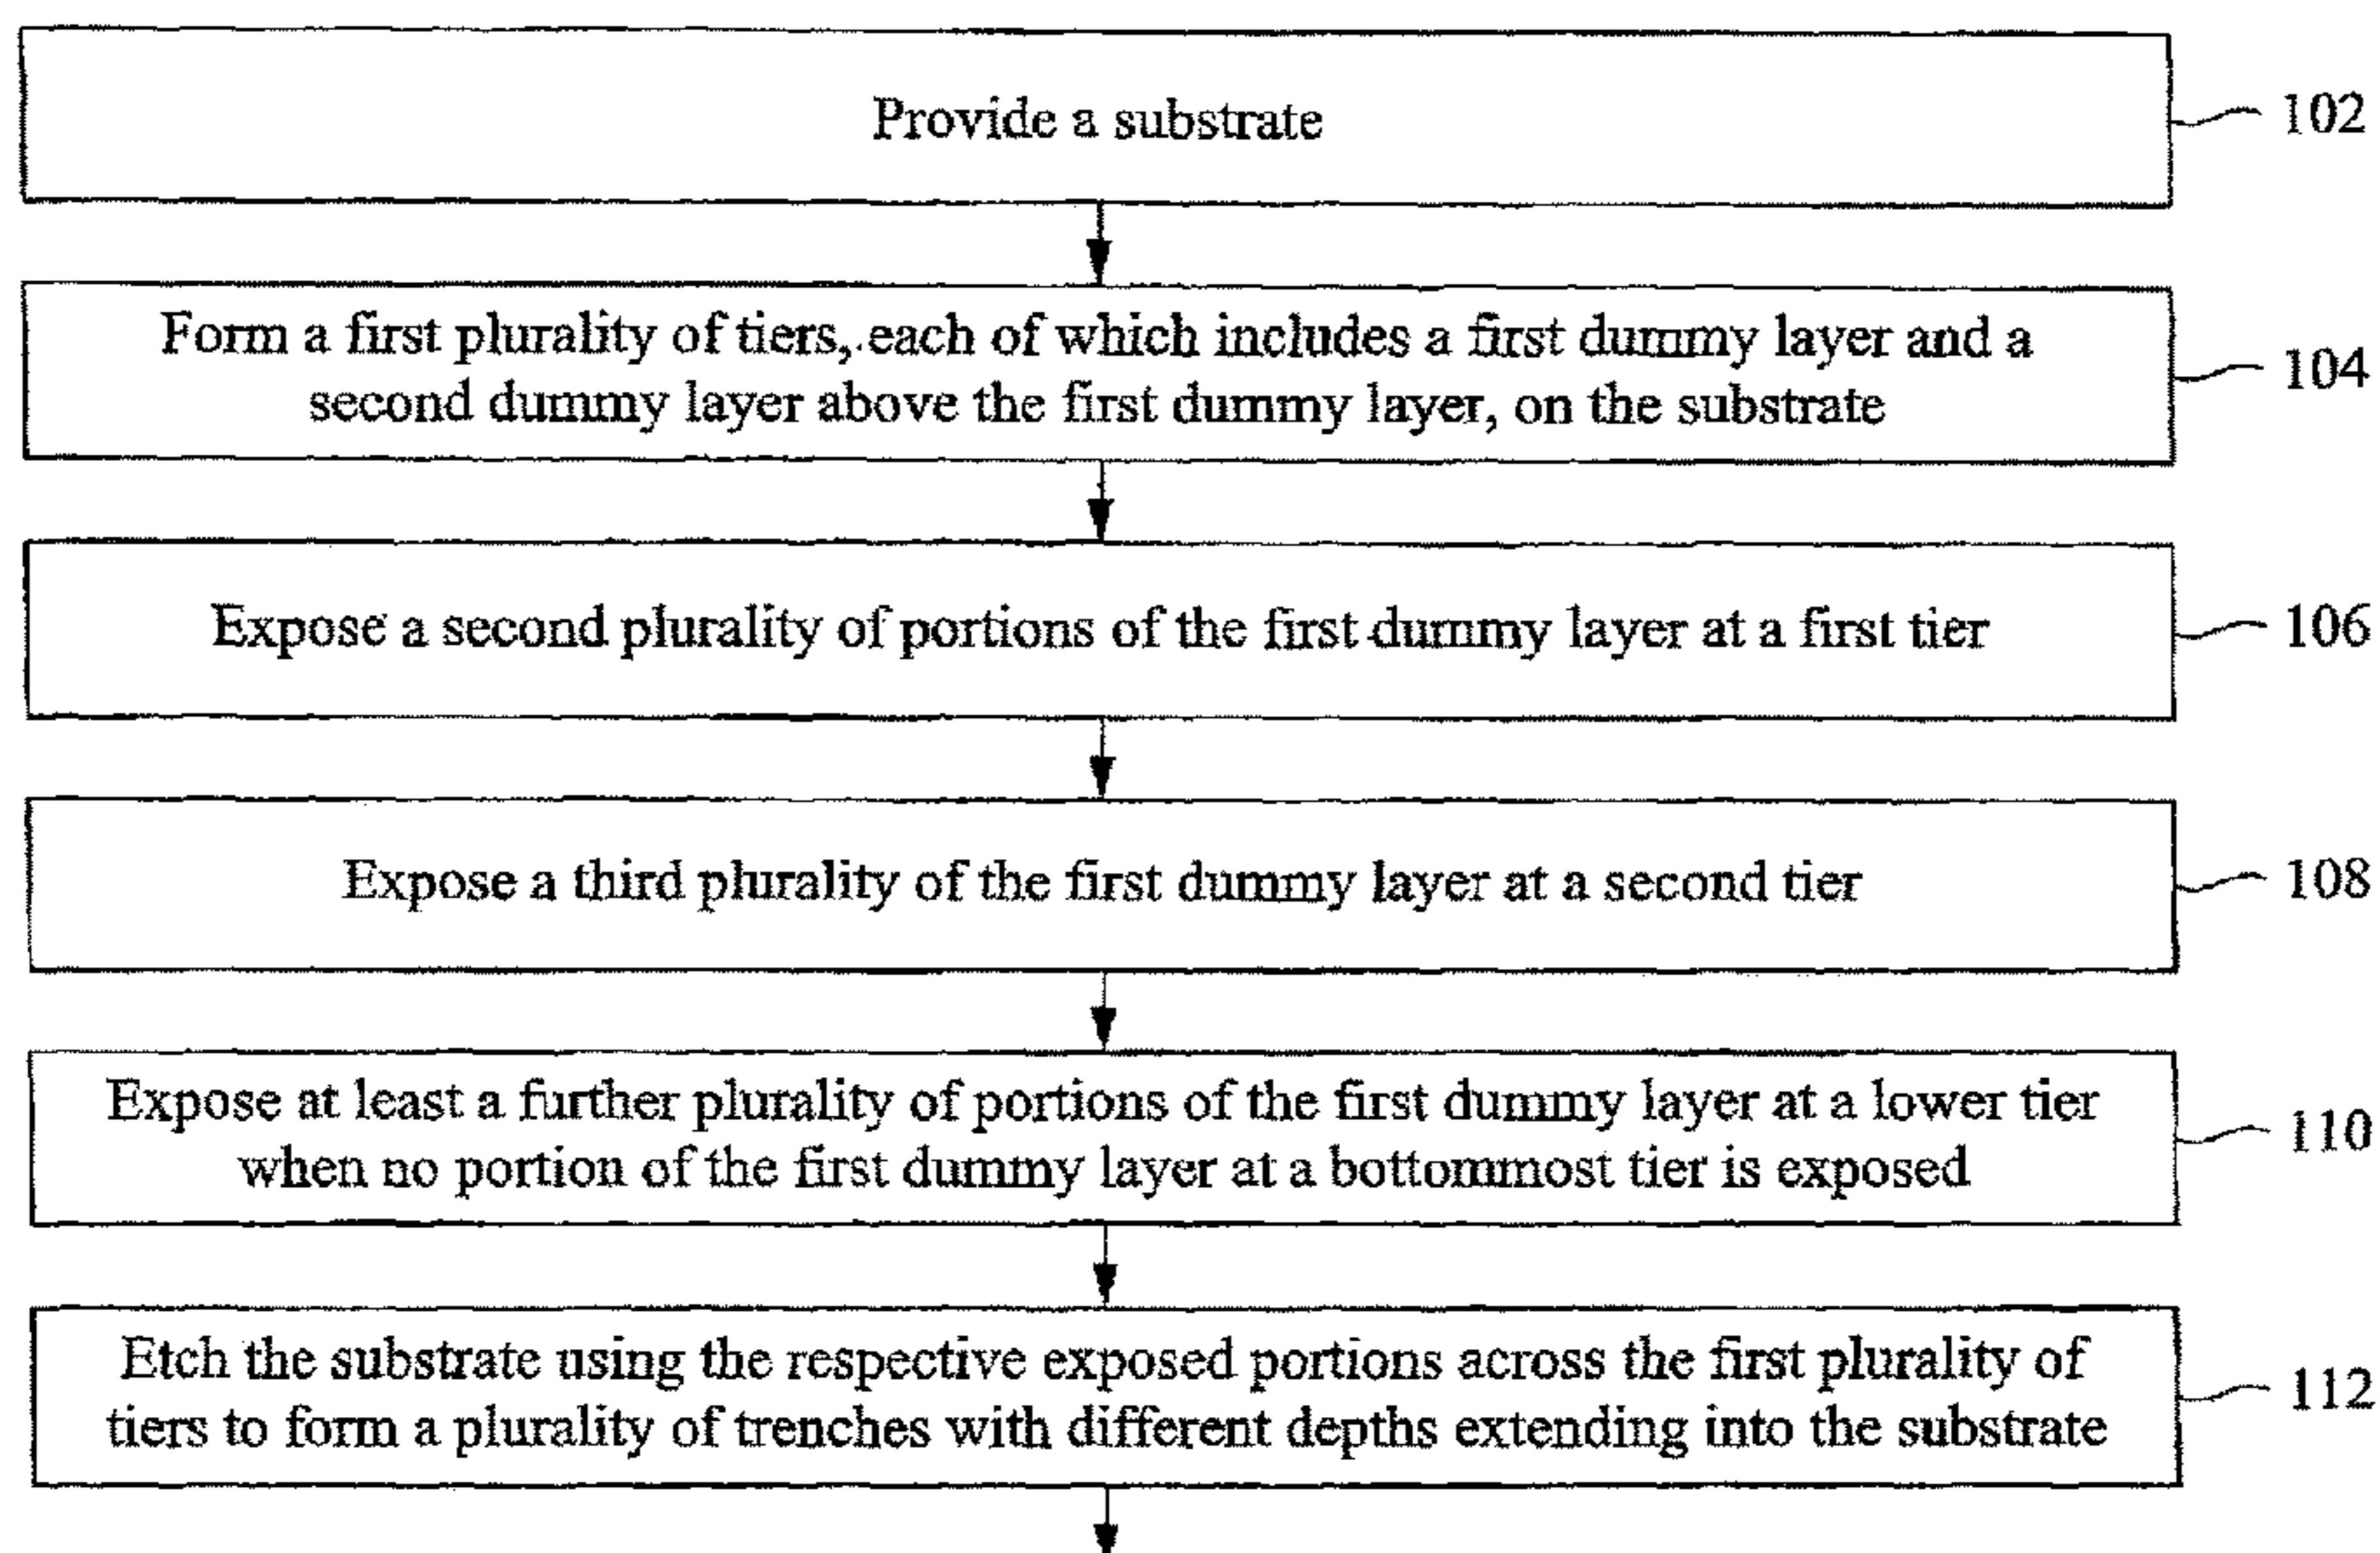 Provide a substrate
102
Form a first plurality of tiers, each of which includes a first dummy layer and a
second dummy layer above the first dummy layer, on the substrate
104
Expose a second plurality of portions of the first dummy layer at a first tier
106
Expose a third plurality of the first dummy layer at a second tier
108
Expose at least a further plurality of portions of the first dummy layer at a lower tier
when no portion of the first dummy layer at a bottommost tier is exposed
110
Etch the substrate using the respective exposed portions across the first plurality of
tiers to form a plurality of trenches with different depths extending into the substrate
112